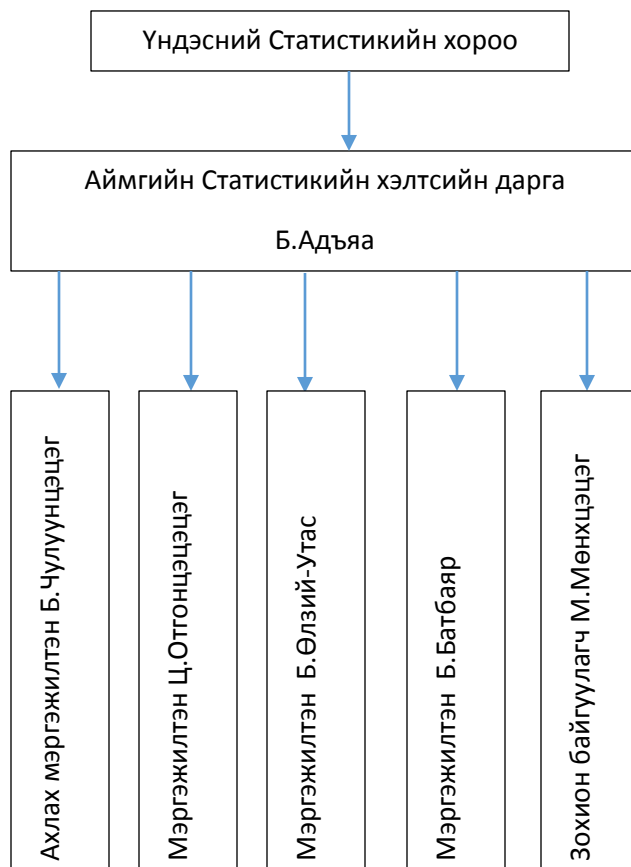 Үндэсний Статистикийн хороо
Аймгийн Статистикийн хэлтсийн дарга
Б.Адъяа
Ахлах мэргэжилтэн Б.Чулуунцэцэг
Мэргэжилтэн Ц.Отгонцэцэг
Мэргэжилтэн Б.Өлзий-Утас
Мэргэжилтэн Б.Батбаяр
Зохион байгуулагч М.Мөнхцэцэг